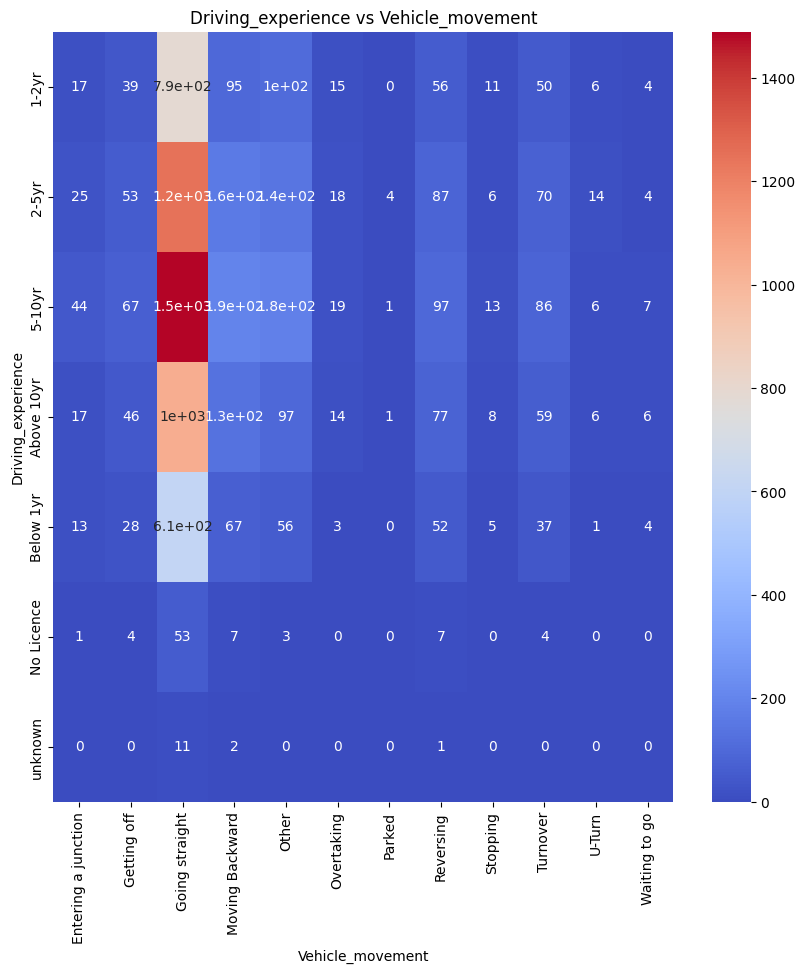 Driving_experience vs Vehicle_movement
1-2yr 17 39 7.9e+02 95 1e+02 15 0 56 11 50 6 4
2-5yr 25 53 1.2e+03 1.6e+02 1.4e+02 18 4 87 6 70 14 4
5-10yr 44 67 1.5e+03 1.9e+02 1.8e+02 19 1 97 13 86 6 7
Above 10yr 17 46 1e+03 1.3e+02 97 14 1 77 8 59 6 6
Below 1yr 13 28 6.1e+02 67 56 3 0 52 5 37 1 4
No Licence 1 4 53 7 3 0 0 7 0 4 0 0
unknown 0 0 11 2 0 0 0 1 0 0 0 0
Driving_experience
Entering a junction
Getting off
Going straight
Moving Backward
Other
Overtaking
Parked
Reversing
Stopping
Turnover
U-Turn
Waiting to go
Vehicle_movement
1400
1200
1000
800
600
400
200
0